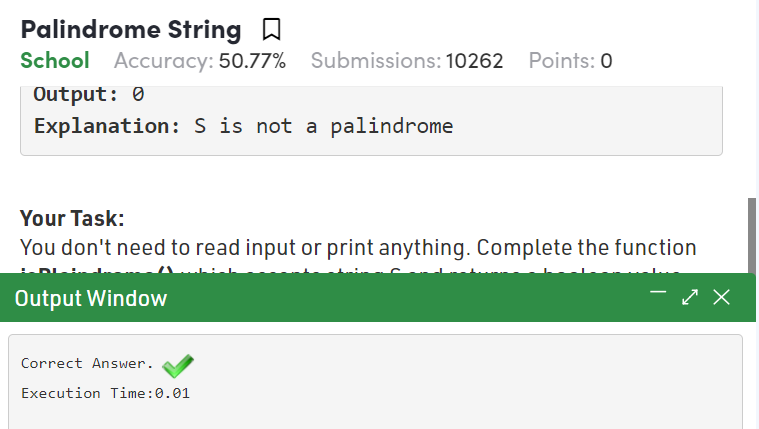 Palindrome String
School Accuracy: 50.77% Submissions: 10262 Points: 0
Output: 0
Explanation: S is not a palindrome
Your Task:
You don't need to read input or print anything. Complete the function
which accepts string S and returns a boolean value
Output Window
Correct Answer.
Execution Time:0.01